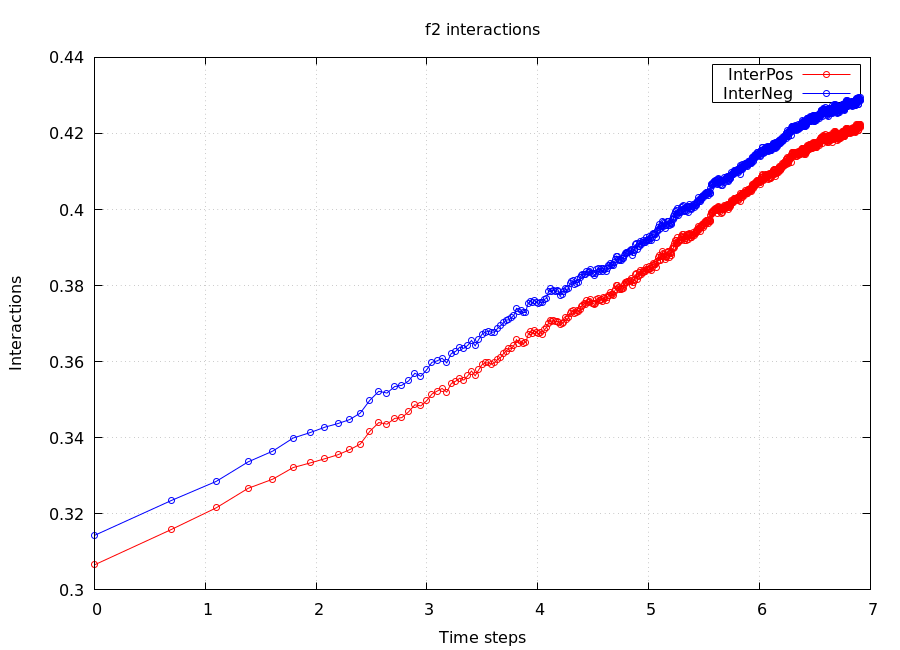 f2 interactions
0.44
InterPos
InterNeg
0.42
0.4
0.38
Interactions
0.36
0.34
0.32
0.3
0 1 2 3 4 5 6 7
Time steps